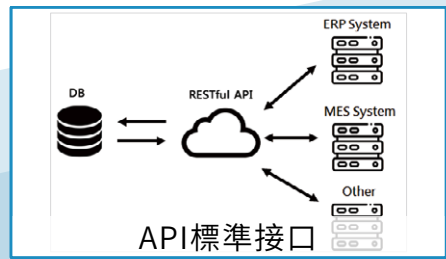 ERP System
DB
RESTful API
MES System
Other
API標準接口